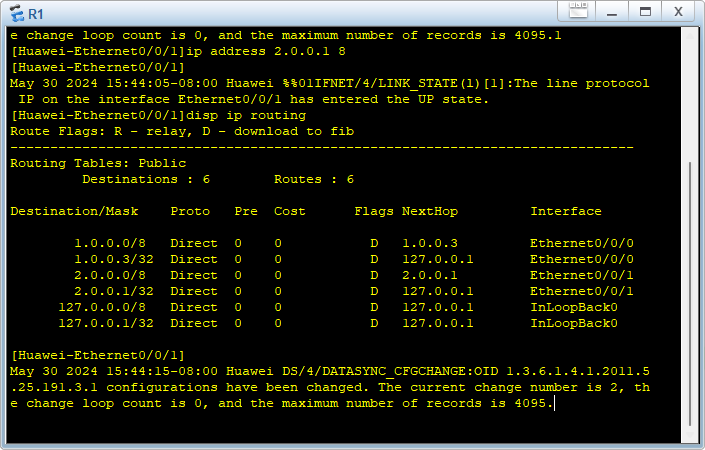 R1
e change loop count is 0, and the maximum number of records is 4095.1
[Huawei-Ethernet0/0/1]ip address 2.0.0.1 8
[Huawei-Ethernet0/0/1]
May 30 2024 15:44:05-08:00 Huawei %%01IFNET/4/LINK_STATE(l)[1]:The line protocol
 IP on the interface Ethernet0/0/1 has entered the UP state.
[Huawei-Ethernet0/0/1]disp ip routing
Route Flags: R - relay, D - download to fib
------------------------------------------------------------------------------
Routing Tables: Public
         Destinations : 6        Routes : 6

Destination/Mask    Proto   Pre  Cost      Flags NextHop         Interface

        1.0.0.0/8   Direct  0    0           D   1.0.0.3         Ethernet0/0/0
        1.0.0.3/32  Direct  0    0           D   127.0.0.1       Ethernet0/0/0
        2.0.0.0/8   Direct  0    0           D   2.0.0.1         Ethernet0/0/1
        2.0.0.1/32  Direct  0    0           D   127.0.0.1       Ethernet0/0/1
      127.0.0.0/8   Direct  0    0           D   127.0.0.1       InLoopBack0
      127.0.0.1/32  Direct  0    0           D   127.0.0.1       InLoopBack0

[Huawei-Ethernet0/0/1]
May 30 2024 15:44:15-08:00 Huawei DS/4/DATASYNC_CFGCHANGE:OID 1.3.6.1.4.1.2011.5
.25.191.3.1 configurations have been changed. The current change number is 2, th
e change loop count is 0, and the maximum number of records is 4095.